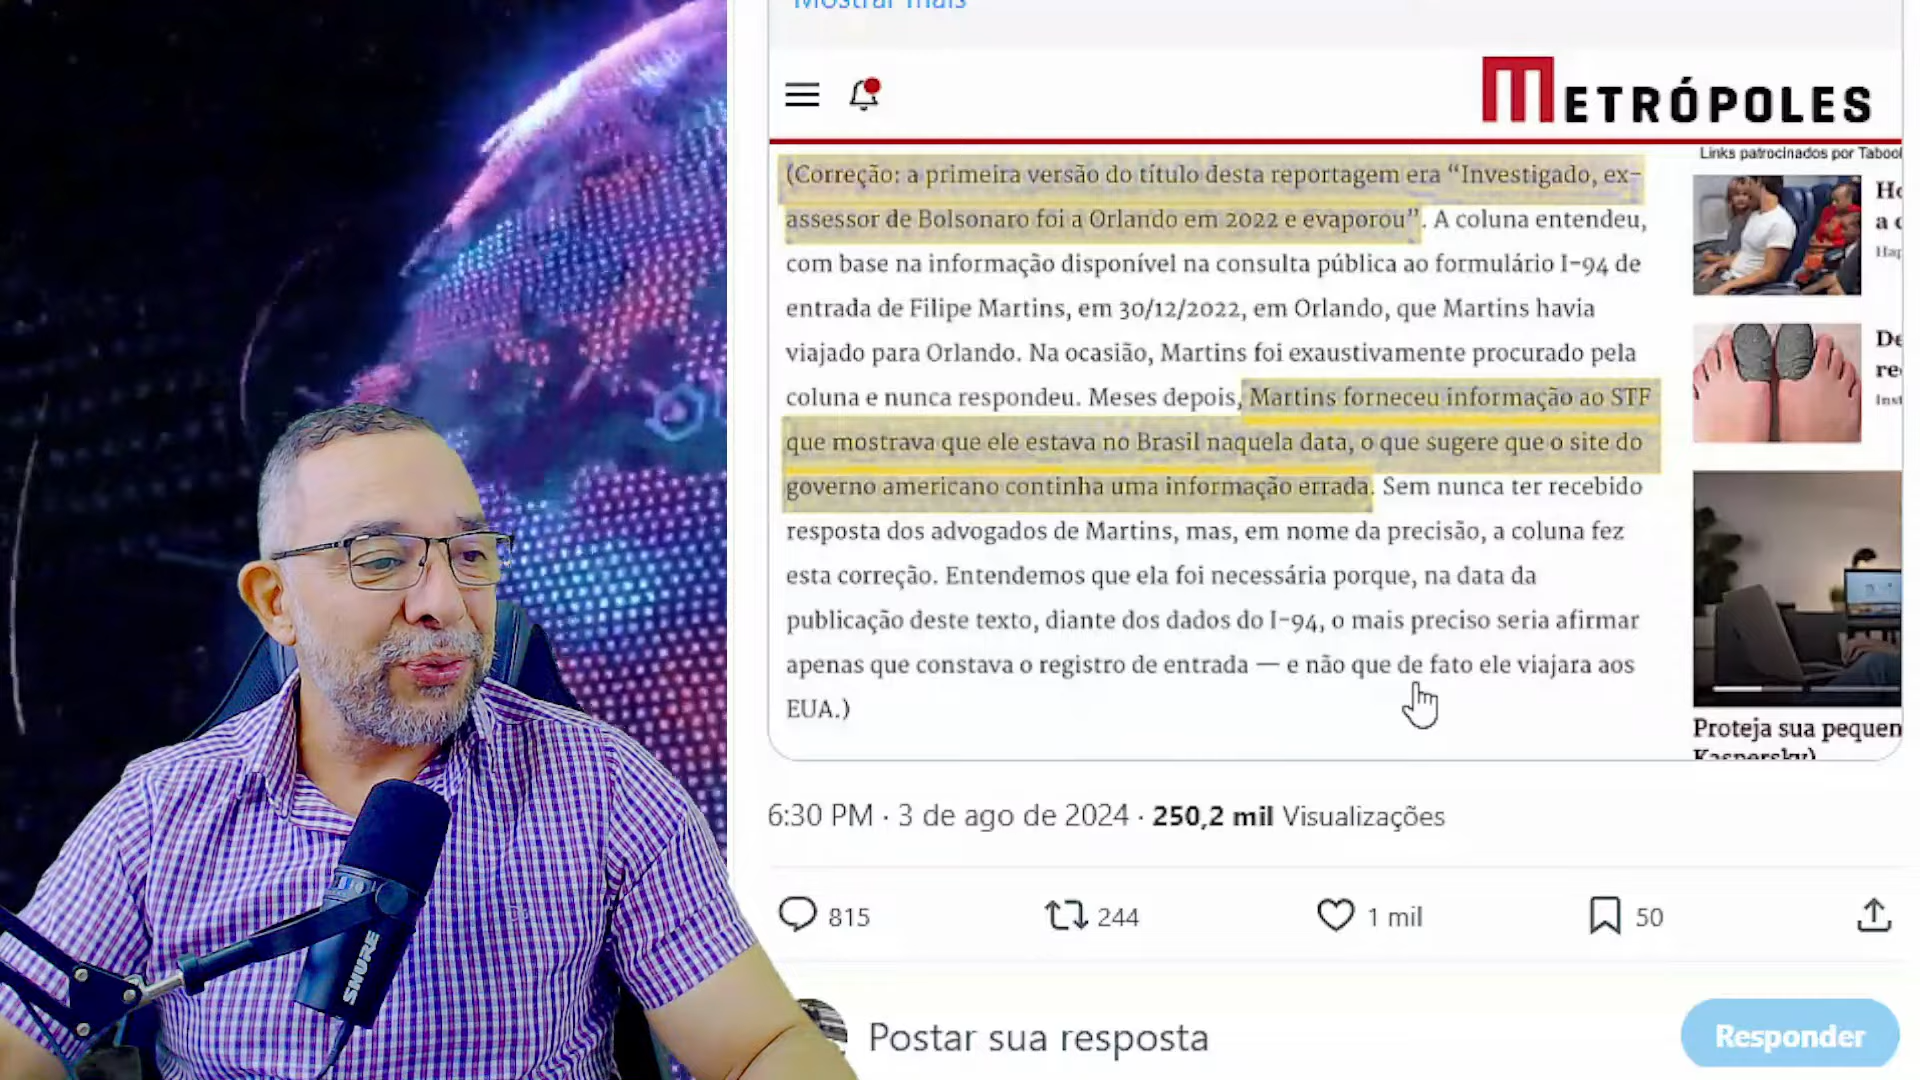 Mostrar mais
METRÓPOLES
(Correção: a primeira versão do título desta reportagem era “Investigado, ex-
assessor de Bolsonaro foi a Orlando em 2022 e evaporou”. A coluna entendeu,
com base na informação disponível na consulta pública ao formulário I-94 de
entrada de Filipe Martins, em 30/12/2022, em Orlando, que Martins havia
viajado para Orlando. Na ocasião, Martins foi exaustivamente procurado pela
coluna e nunca respondeu. Meses depois, Martins forneceu informação ao STF
que mostrava que ele estava no Brasil naquela data, o que sugere que o site do
governo americano continha uma informação errada. Sem nunca ter recebido
resposta dos advogados de Martins, mas, em nome da precisão, a coluna fez
esta correção. Entendemos que ela foi necessária porque, na data da
publicação deste texto, diante dos dados do I-94, o mais preciso seria afirmar
apenas que constava o registro de entrada — e não que de fato ele viajara aos
EUA.)
Links patrocinados por Tabool
Proteja sua pequen
Kaspersky)
6:30 PM · 3 de ago de 2024 · 250,2 mil Visualizações
815 244 1 mil 50
Postar sua resposta
Responder
SHURE